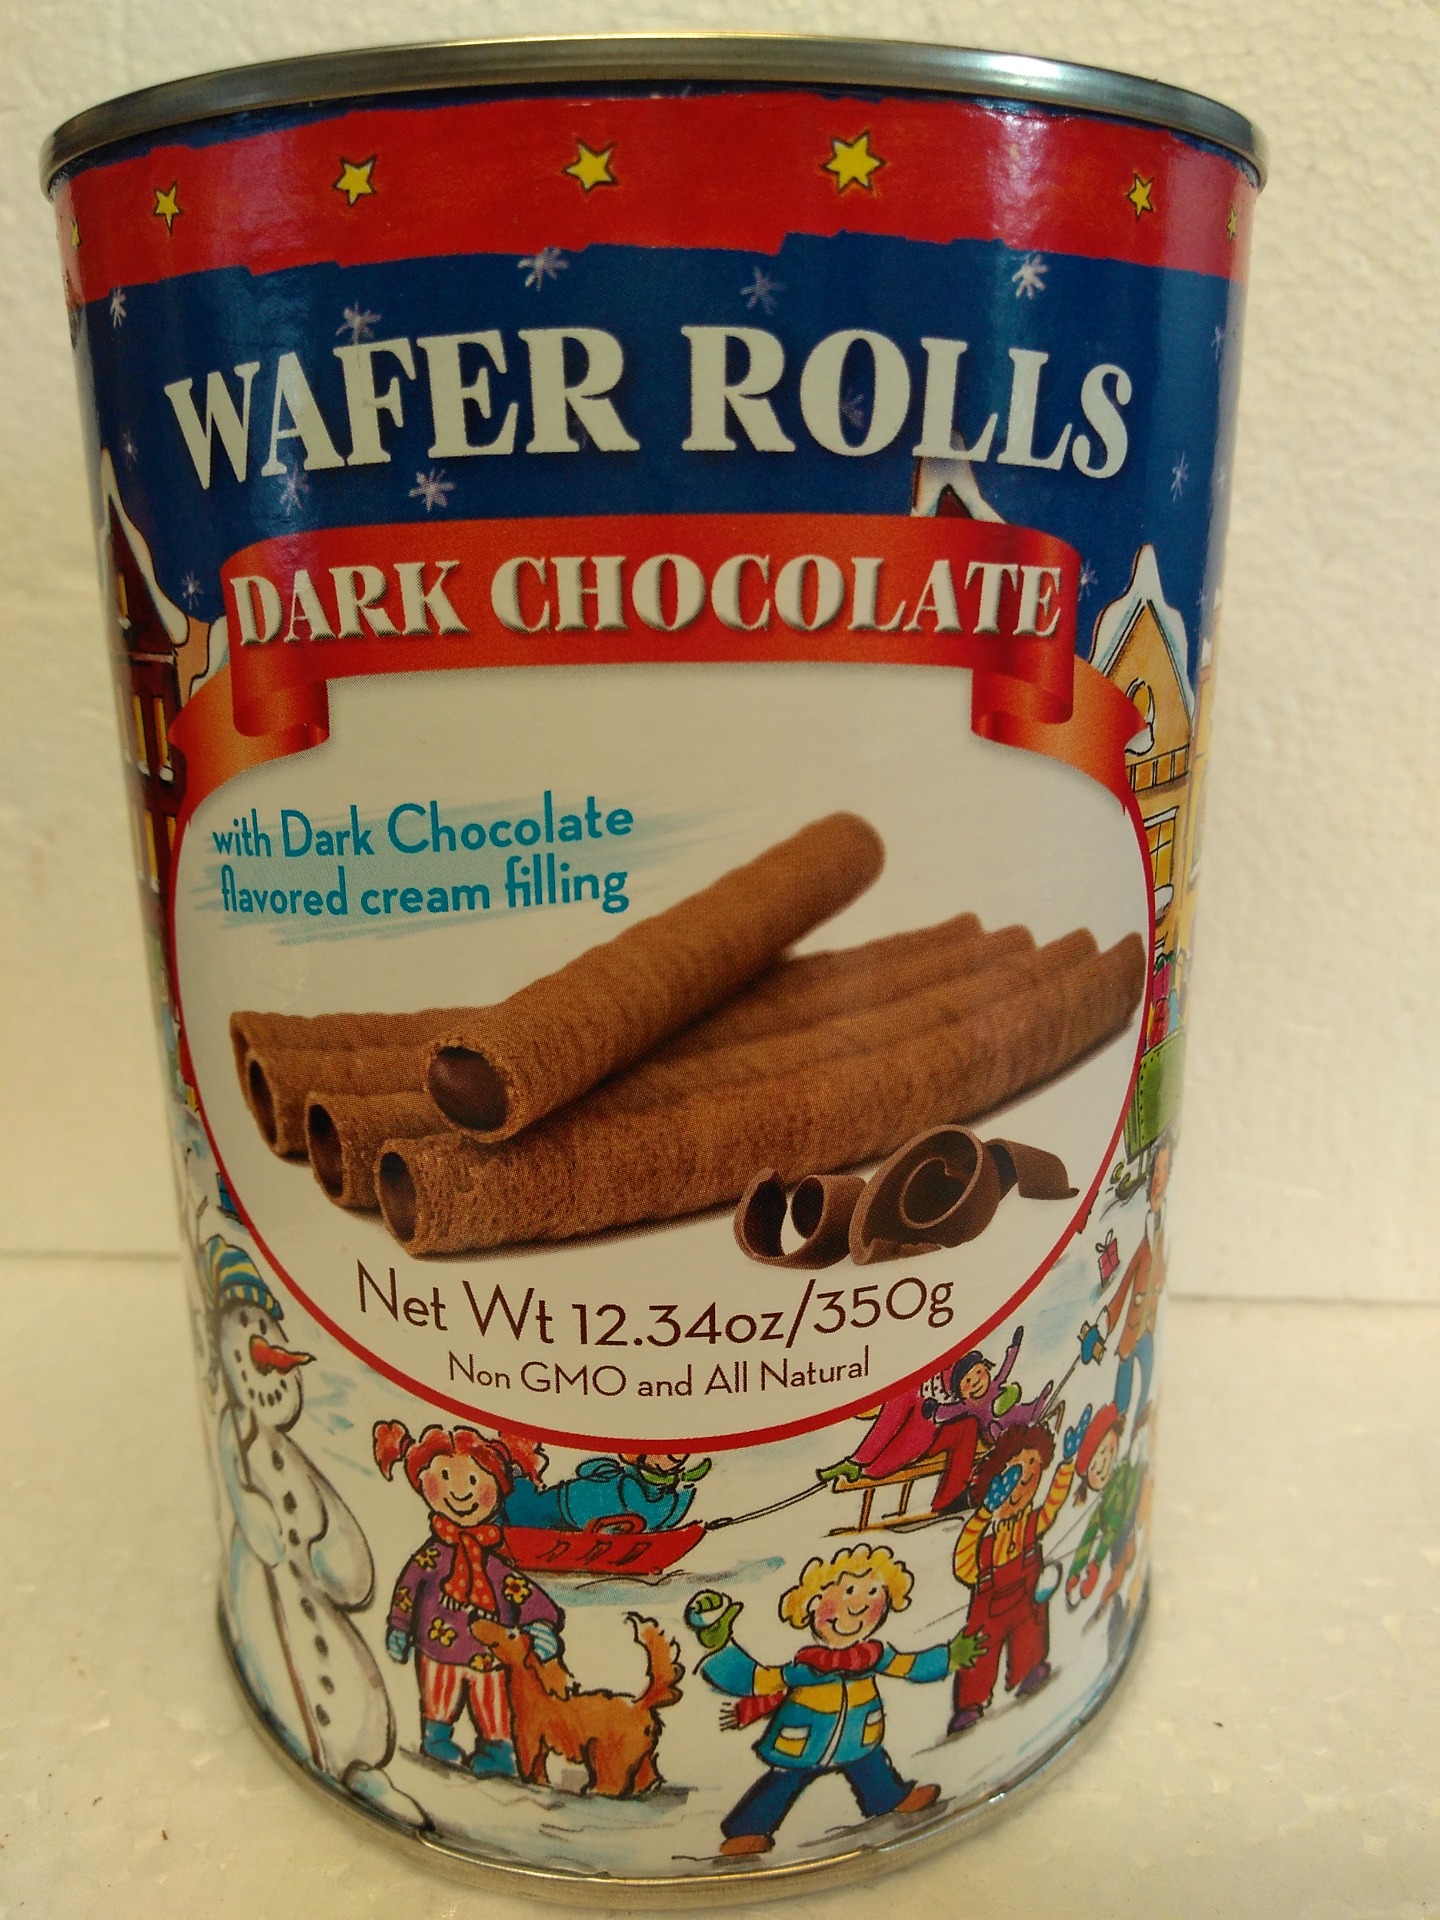 WAFER ROLLS
DARK CHOCOLATE
with Dark Chocolate
flavored cream filling
Net Wt 12.34oz/350g
Non GMO and All Natural